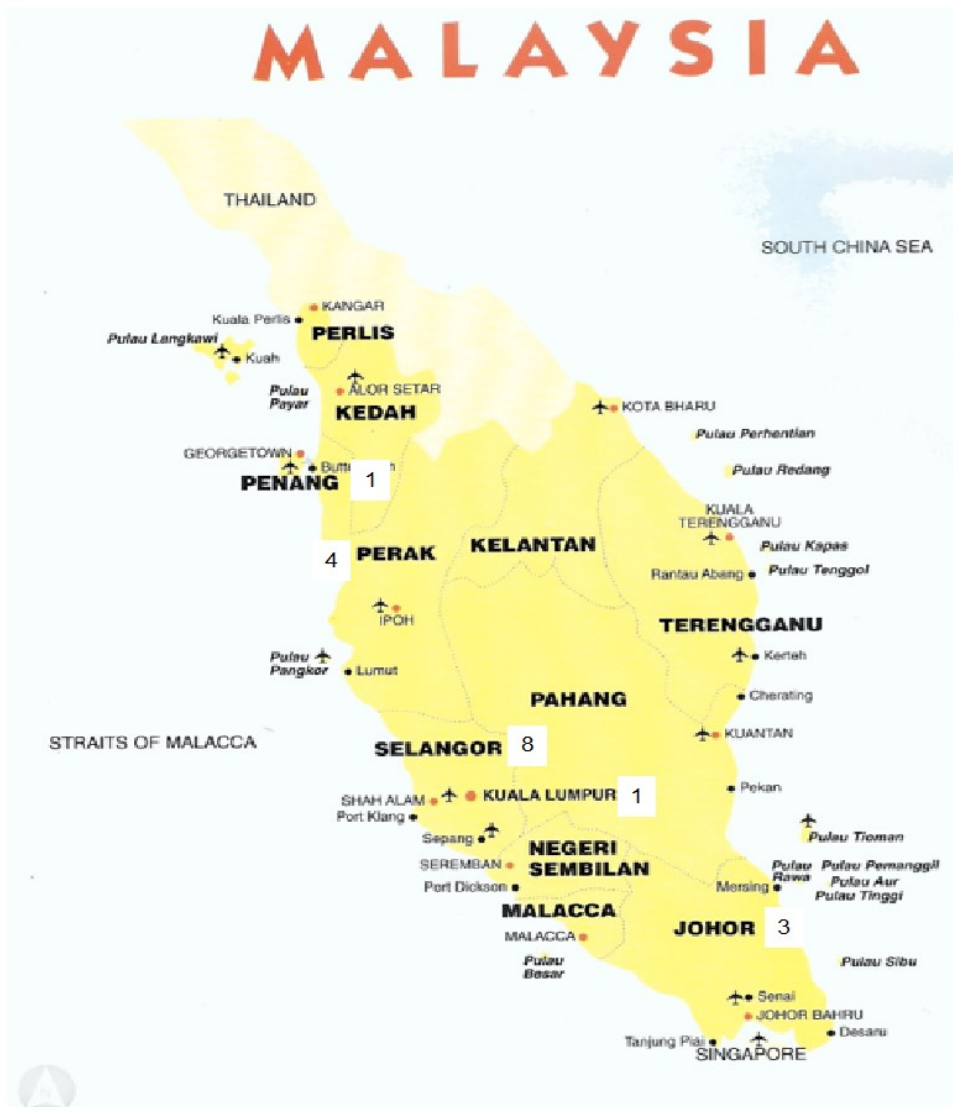 MALAYSIA
THAILAND
SOUTH CHINA SEA
KANGAR
Kuala Perlis
PERLIS
Pulau Langkawi
Kuah
ALOR SETAR
Pulau
Payar
KEDAH
KOTA BHARU
Pulau Perhentian
GEORGETOWN
Pulau Redang
PENANG
1
KUALA
TERENGGANU
4
PERAK
KELANTAN
Pulau Kapas
Rantau Abang
Pulau Tenggol
IPOH
TERENGGANU
Pulau
Pangkor
Lumut
Kerteh
PAHANG
Cherating
STRAITS OF MALACCA
SELANGOR
8
KUANTAN
SHAH ALAM
KUALA LUMPUR
1
Pekan
Port Klang
Sepang
Pulau Tioman
NEGERI
SEMBILAN
SEREMBAN
Port Dickson
Mersing
Pulau
Rawa
Pulau Pemanggil
Pulau Aur
Pulau Tinggi
MALACCA
JOHOR
3
MALACCA
Pulau
Besar
Pulau Sibu
Senai
JOHOR BAHRU
Desaru
Tanjung Piai
SINGAPORE
N